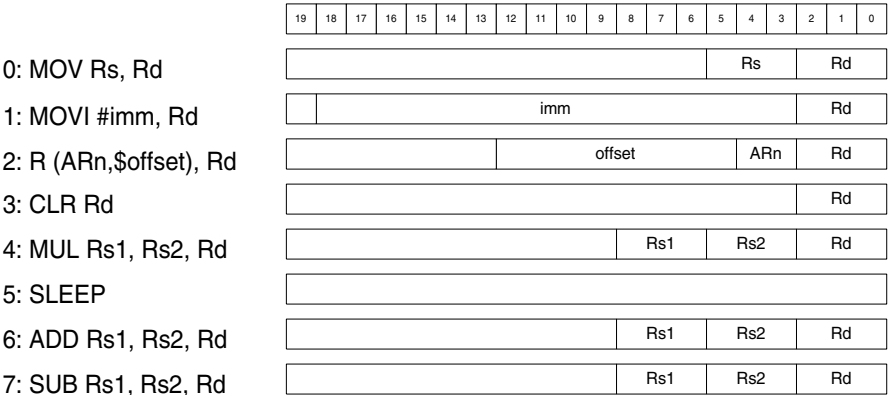 19 18 17 16 15 14 13 12 11 10 9 8 7 6 5 4 3 2 1 0
0: MOV Rs, Rd Rs Rd
1: MOVI #imm, Rd imm Rd
2: R (ARn,$offset), Rd offset ARn Rd
3: CLR Rd Rd
4: MUL Rs1, Rs2, Rd Rs1 Rs2 Rd
5: SLEEP
6: ADD Rs1, Rs2, Rd Rs1 Rs2 Rd
7: SUB Rs1, Rs2, Rd Rs1 Rs2 Rd